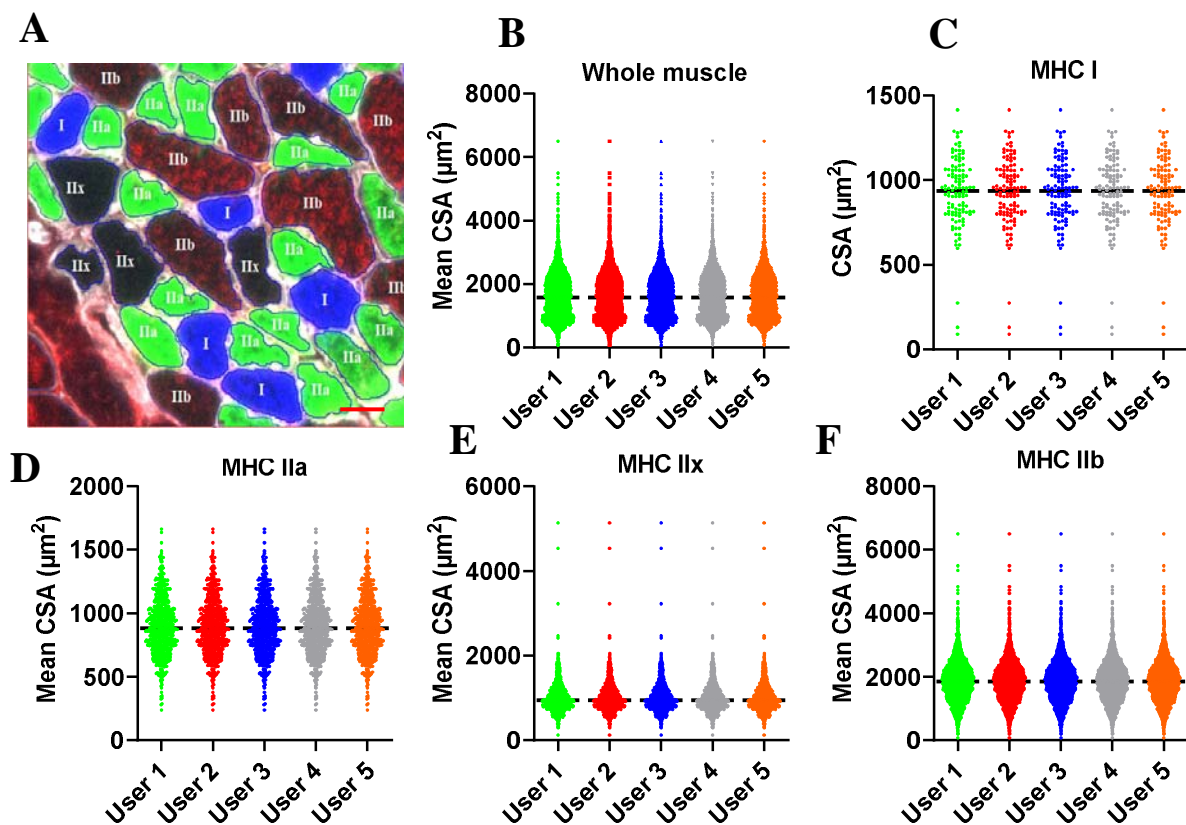 A
IIb
IIa
IIa
IIb
IIb
IIa
IIb
I
IIa
IIa
IIb
IIx
IIa
IIb
I
IIa
IIb
IIx
IIx
IIx
IIa
IIb
IIa
I
IIa
IIa
IIa
I
IIa
IIa
IIb
I
IIa
B
Whole muscle
Mean CSA (µm²)
8000
6000
4000
2000
0
User 1
User 2
User 3
User 4
User 5
C
MHC I
CSA (µm²)
1500
1000
500
0
User 1
User 2
User 3
User 4
User 5
D
MHC IIa
Mean CSA (µm²)
2000
1500
1000
500
0
User 1
User 2
User 3
User 4
User 5
E
MHC IIx
Mean CSA (µm²)
6000
4000
2000
0
User 1
User 2
User 3
User 4
User 5
F
MHC IIb
Mean CSA (µm²)
8000
6000
4000
2000
0
User 1
User 2
User 3
User 4
User 5